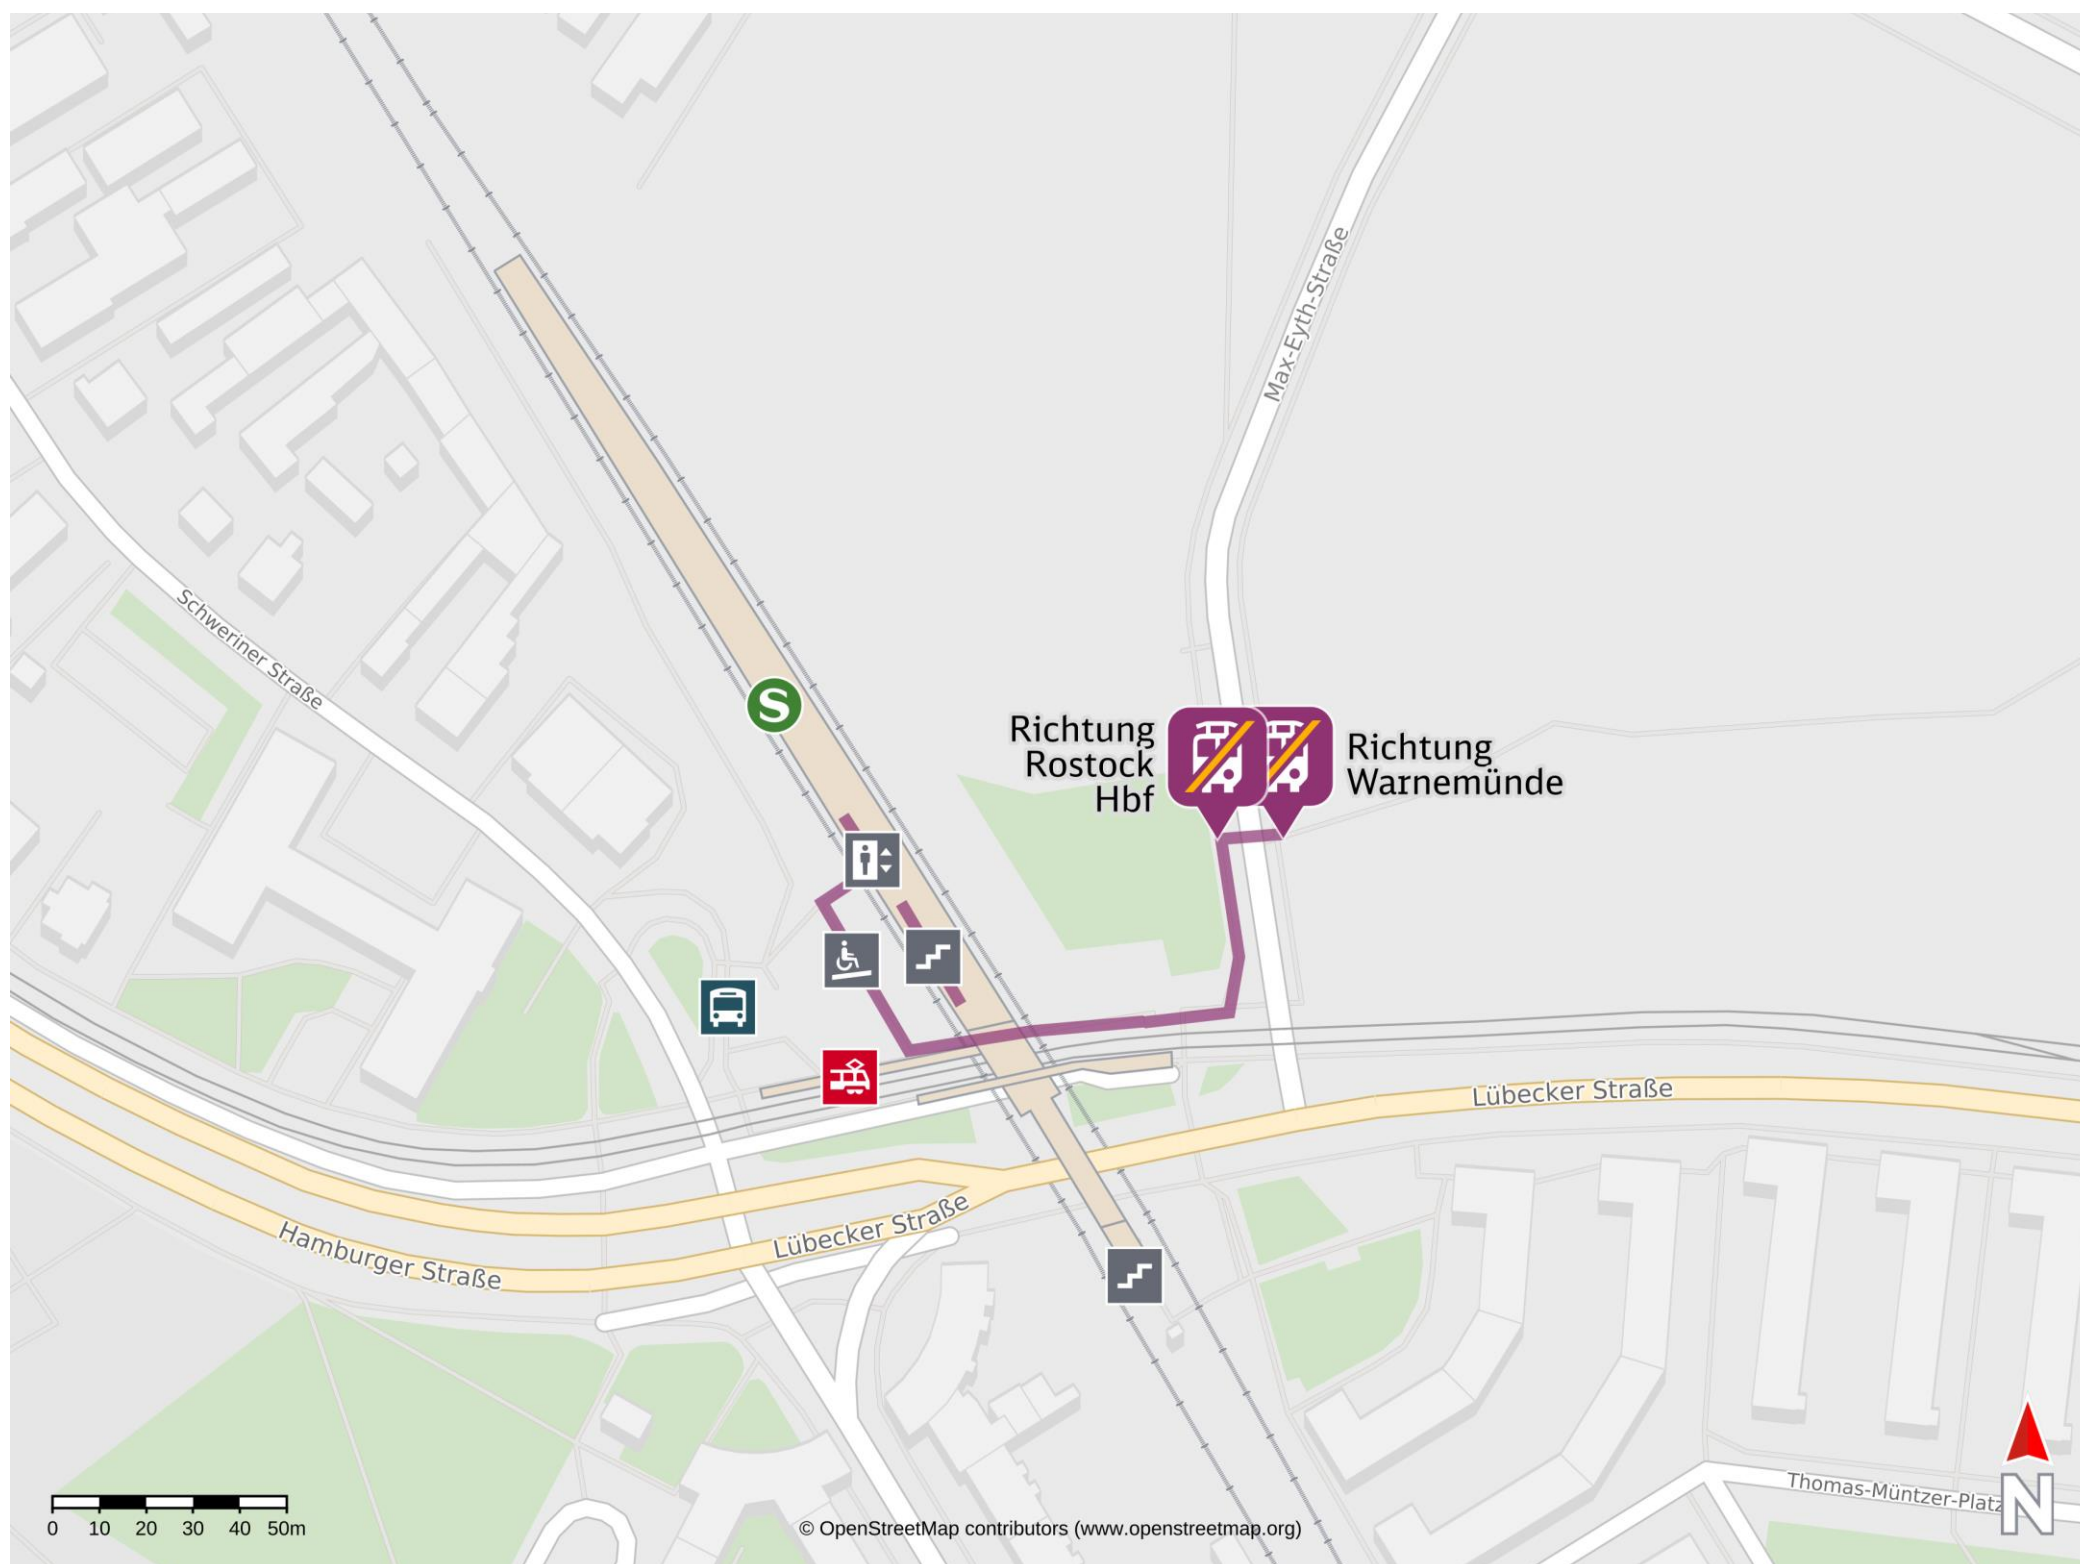 Max-Eyth-Straße
Schweriner Straße
S
Richtung
Rostock
Hbf
Richtung
Warnemünde
Lübecker Straße
Lübecker Straße
Hamburger Straße
Thomas-Müntzer-Platz
N
0 10 20 30 40 50m
© OpenStreetMap contributors (www.openstreetmap.org)